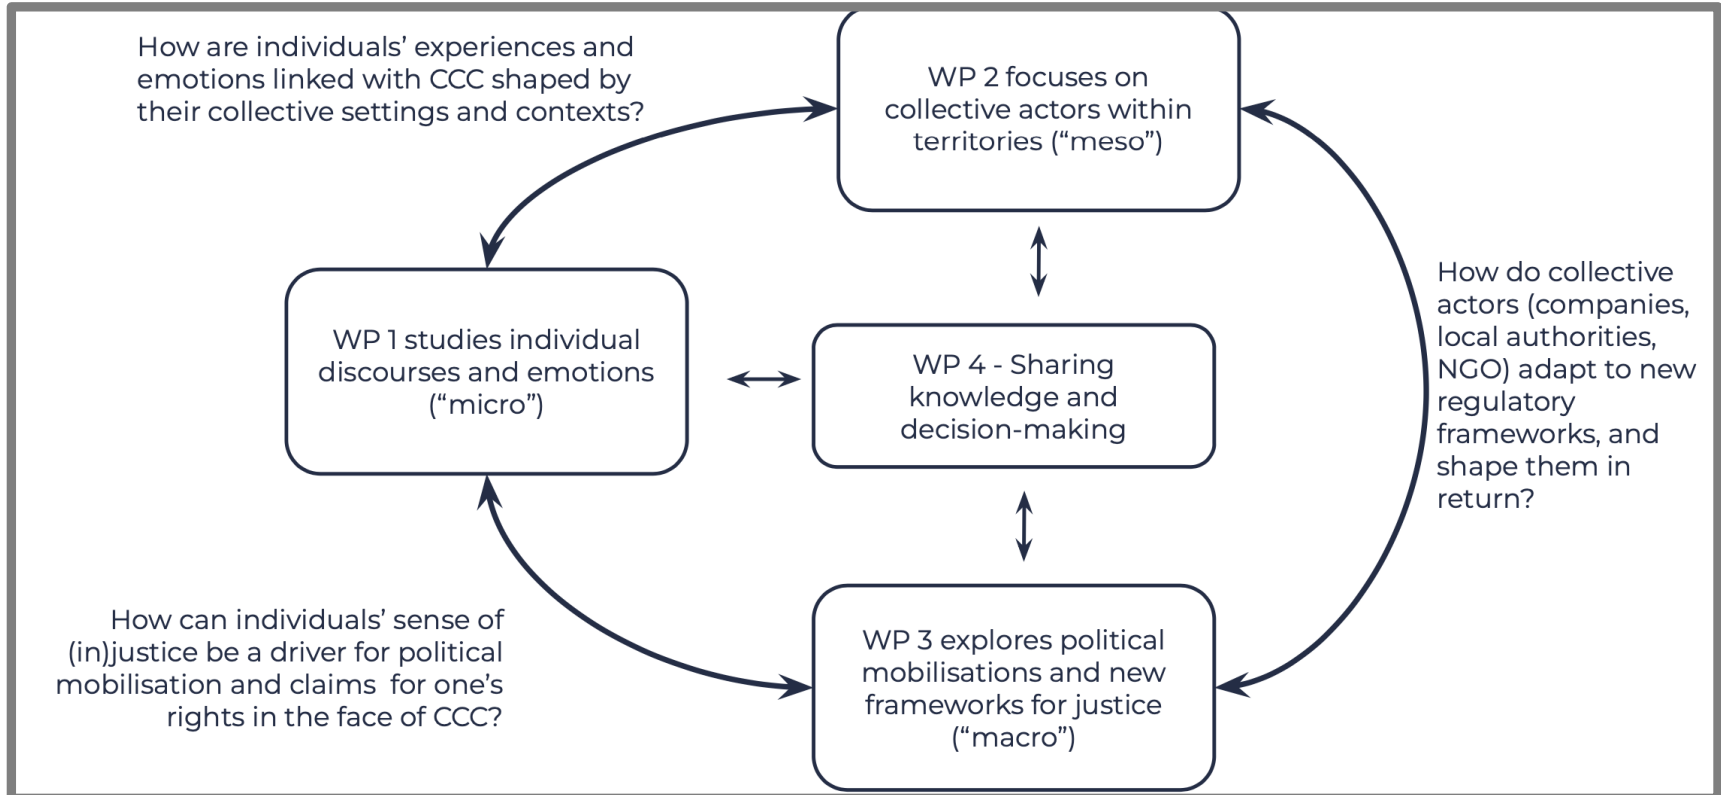 How are individuals’ experiences and
emotions linked with CCC shaped by
their collective settings and contexts?
WP 2 focuses on
collective actors within
territories (“meso”)
How do collective
actors (companies,
local authorities,
NGO) adapt to new
regulatory
frameworks, and
shape them in
return?
WP 1 studies individual
discourses and emotions
(“micro”)
WP 4 - Sharing
knowledge and
decision-making
How can individuals’ sense of
(in)justice be a driver for political
mobilisation and claims  for one’s
rights in the face of CCC?
WP 3 explores political
mobilisations and new
frameworks for justice
(“macro”)